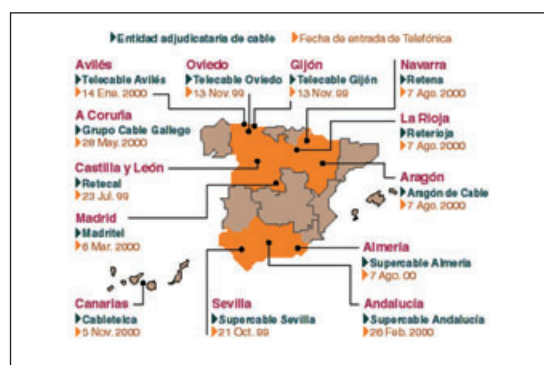 Entidad adjudicataria de cable
Fecha de entrada de Telefónica
Avilés
Telecable Avilés
14 Ene. 2000
Oviedo
Telecable Oviedo
13 Nov. 99
Gijón
Telecable Gijón
13 Nov. 99
Navarra
Retena
7 Ago. 2000
A Coruña
Grupo Cable Gallego
28 May. 2000
La Rioja
Reterioja
7 Ago. 2000
Castilla y León
Retecal
23 Jul. 99
Aragón
Aragón de Cable
7 Ago. 2000
Madrid
Madritel
6 Mar. 2000
Almería
Supercable Almería
7 Ago. 00
Canarias
Cabletelca
5 Nov. 2000
Sevilla
Supercable Sevilla
21 Oct. 99
Andalucía
Supercable Andalucía
26 Feb. 2000